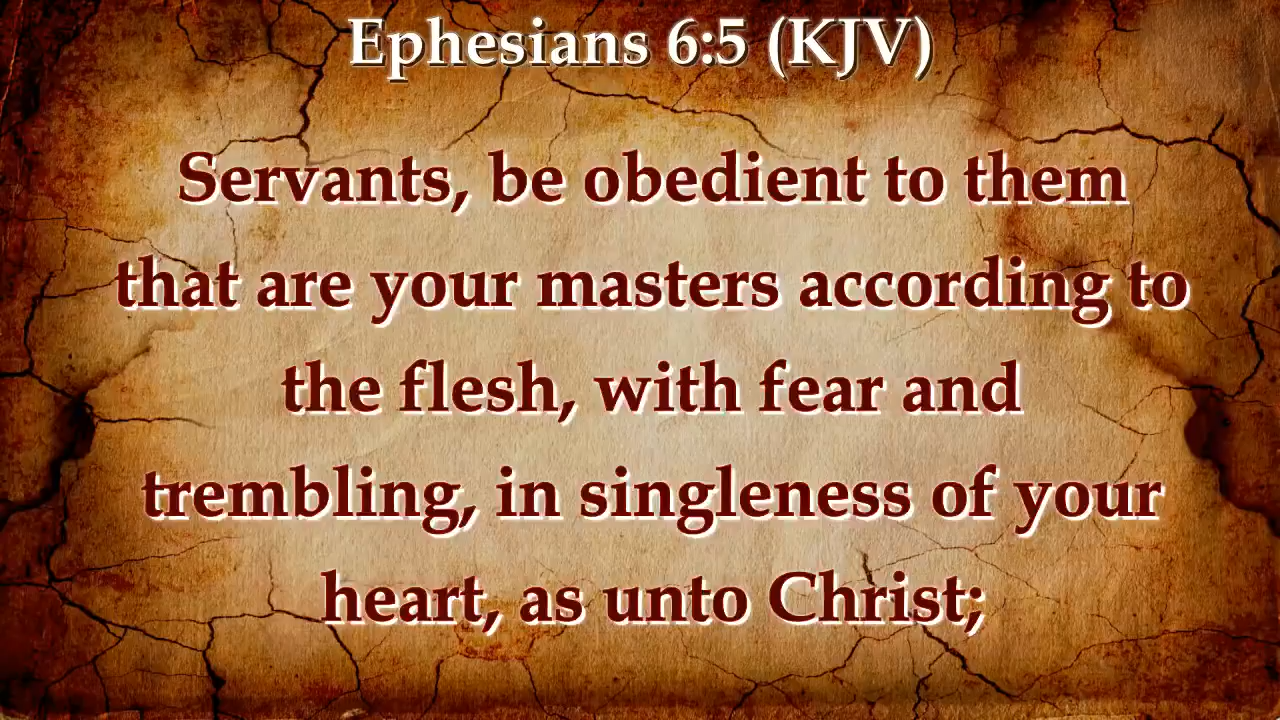 Ephesians 6:5 (KJV)
Servants, be obedient to them
that are your masters according to
the flesh, with fear and
trembling, in singleness of your
heart, as unto Christ;